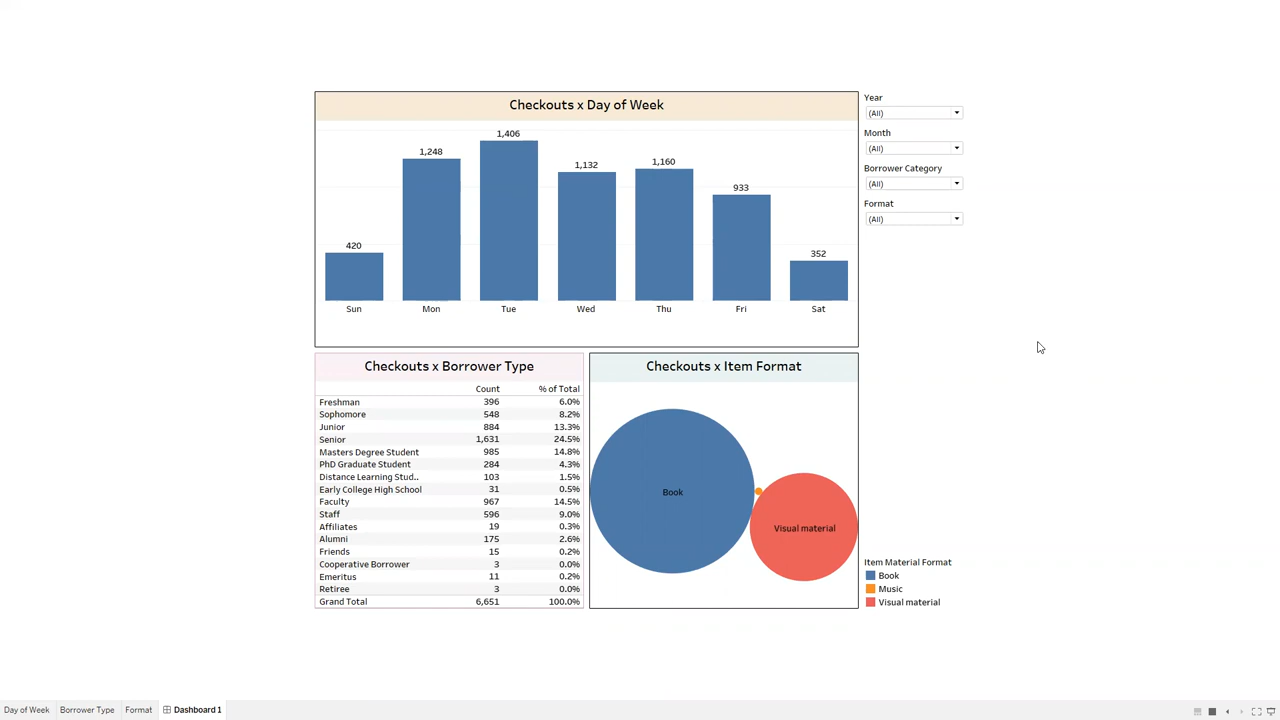 Checkouts x Day of Week
1,406
1,248
1,132
1,160
933
420
352
Sun Mon Tue Wed Thu Fri Sat
Year
(All)
Month
(All)
Borrower Category
(All)
Format
(All)
Checkouts x Borrower Type
Count % of Total
Freshman 396 6.0%
Sophomore 548 8.2%
Junior 884 13.3%
Senior 1,631 24.5%
Masters Degree Student 985 14.8%
PhD Graduate Student 284 4.3%
Distance Learning Stud.. 103 1.5%
Early College High School 31 0.5%
Faculty 967 14.5%
Staff 596 9.0%
Affiliates 19 0.3%
Alumni 175 2.6%
Friends 15 0.2%
Cooperative Borrower 3 0.0%
Emeritus 11 0.2%
Retiree 3 0.0%
Grand Total 6,651 100.0%
Checkouts x Item Format
Book
Visual material
Item Material Format
Book
Music
Visual material
Day of Week Borrower Type Format Dashboard 1